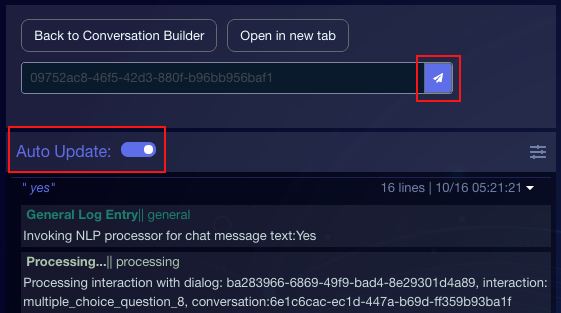 Back to Conversation Builder
Open in new tab
09752ac8-46f5-42d3-880f-b96bb956baf1
Auto Update:
" yes"
16 lines | 10/16 05:21:21
General Log Entry|| general
Invoking NLP processor for chat message text:Yes
Processing...|| processing
Processing interaction with dialog: ba283966-6869-49f9-bad4-8e29301d4a89, interaction:
multiple_choice_question_8, conversation:6e1c6cac-ec1d-447a-b69d-ff359b93ba1f